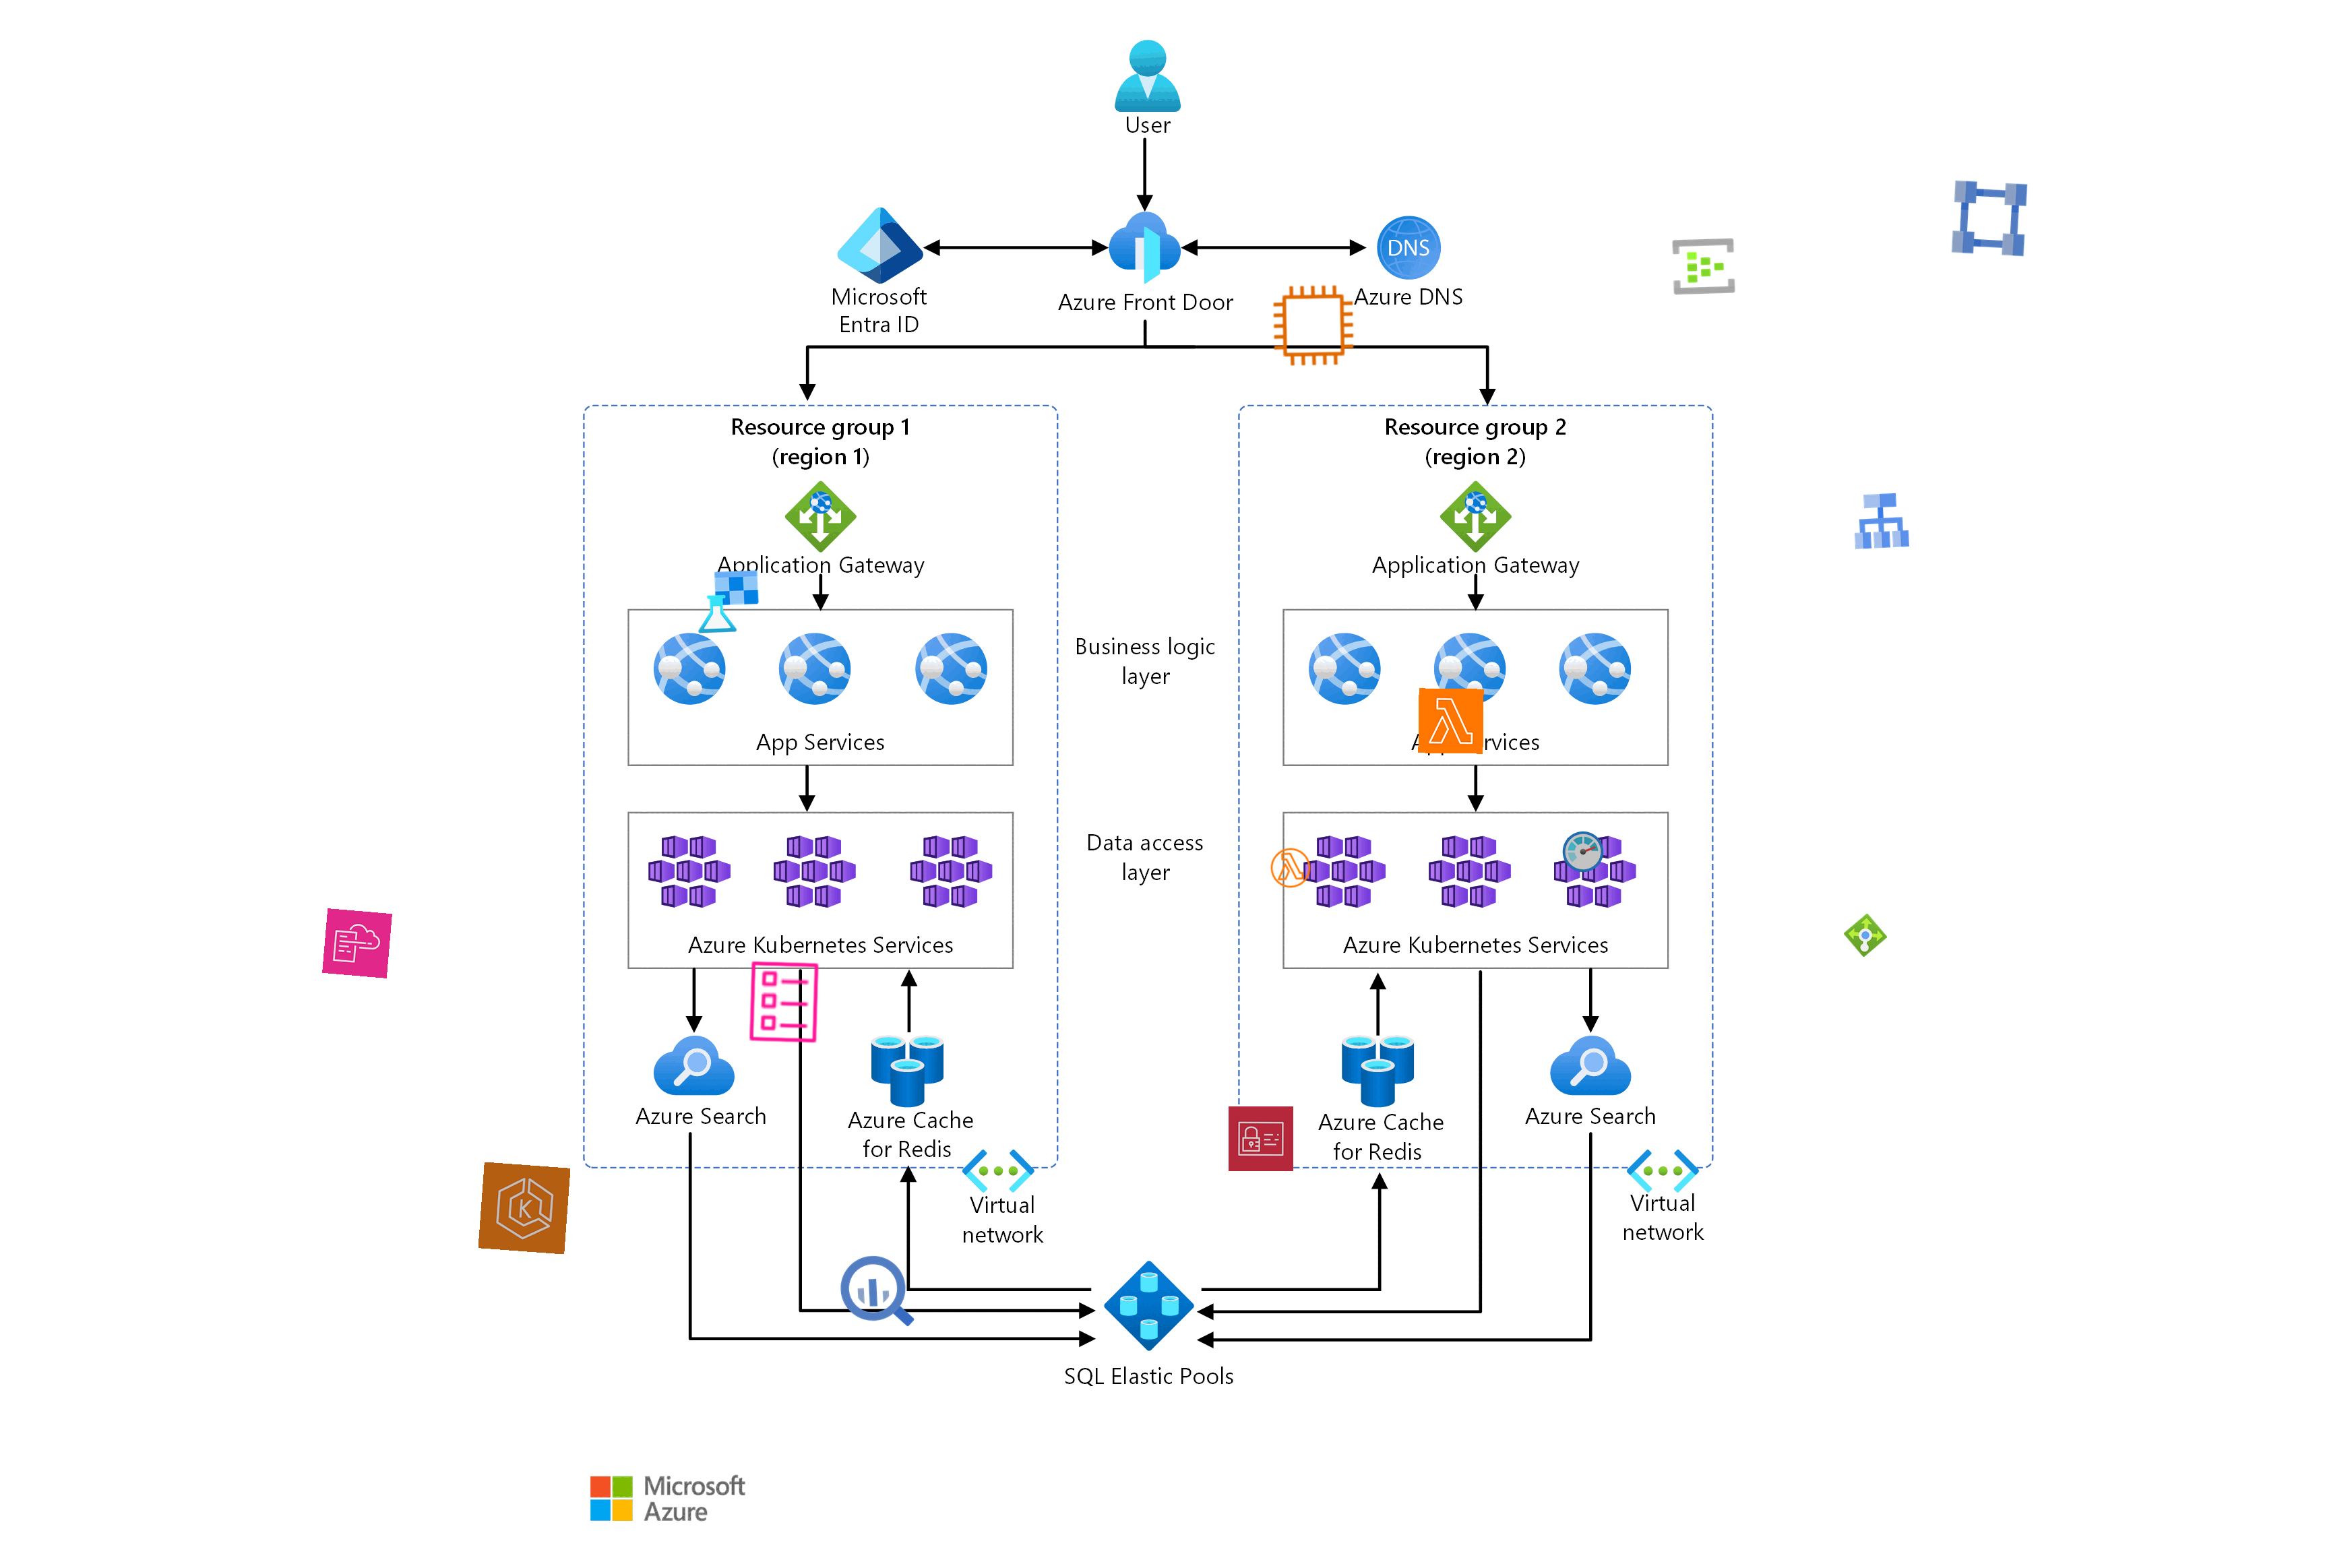 User
DNS
Microsoft
Entra ID
Azure Front Door
Azure DNS
Resource group 1
(region 1)
Resource group 2
(region 2)
Application Gateway
Application Gateway
Business logic
layer
App Services
rvices
Data access
layer
Azure Kubernetes Services
Azure Kubernetes Services
Azure Search
Azure Cache
for Redis
Azure Cache
for Redis
Azure Search
K
Virtual
network
Virtual
network
SQL Elastic Pools
Microsoft
Azure